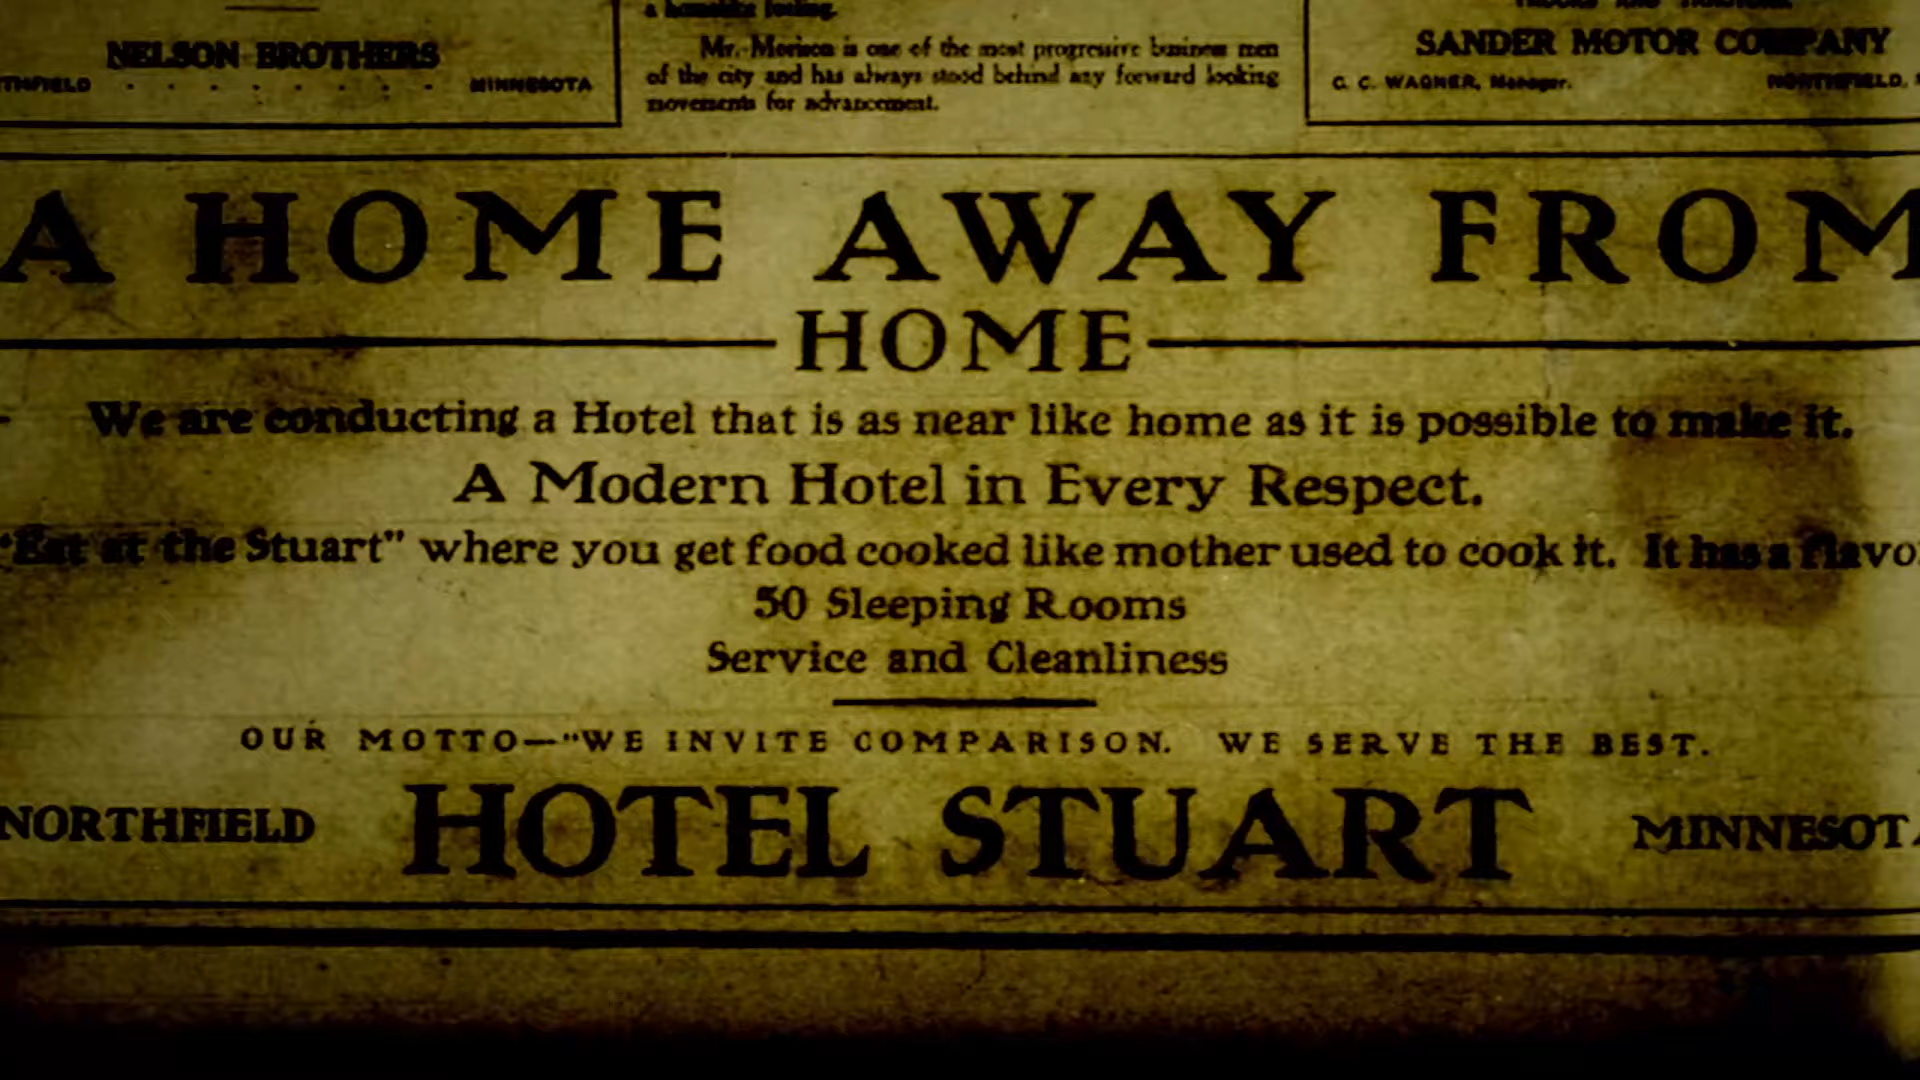 NELSON BROTHERS
THFIELD . . . . . . . . MINNESOTA
a homelike feeling.
Mr. Morison is one of the most progressive business men
of the city and has always stood behind any forward looking
movements for advancement.
SANDER MOTOR COMPANY
C. C. WAGNER, Manager. NORTHFIELD,
A HOME AWAY FROM
HOME
We are conducting a Hotel that is as near like home as it is possible to make it.
A Modern Hotel in Every Respect.
"Eat at the Stuart" where you get food cooked like mother used to cook it. It has a flavo
50 Sleeping Rooms
Service and Cleanliness
OUR MOTTO—"WE INVITE COMPARISON. WE SERVE THE BEST.
NORTHFIELD HOTEL STUART MINNESOTA